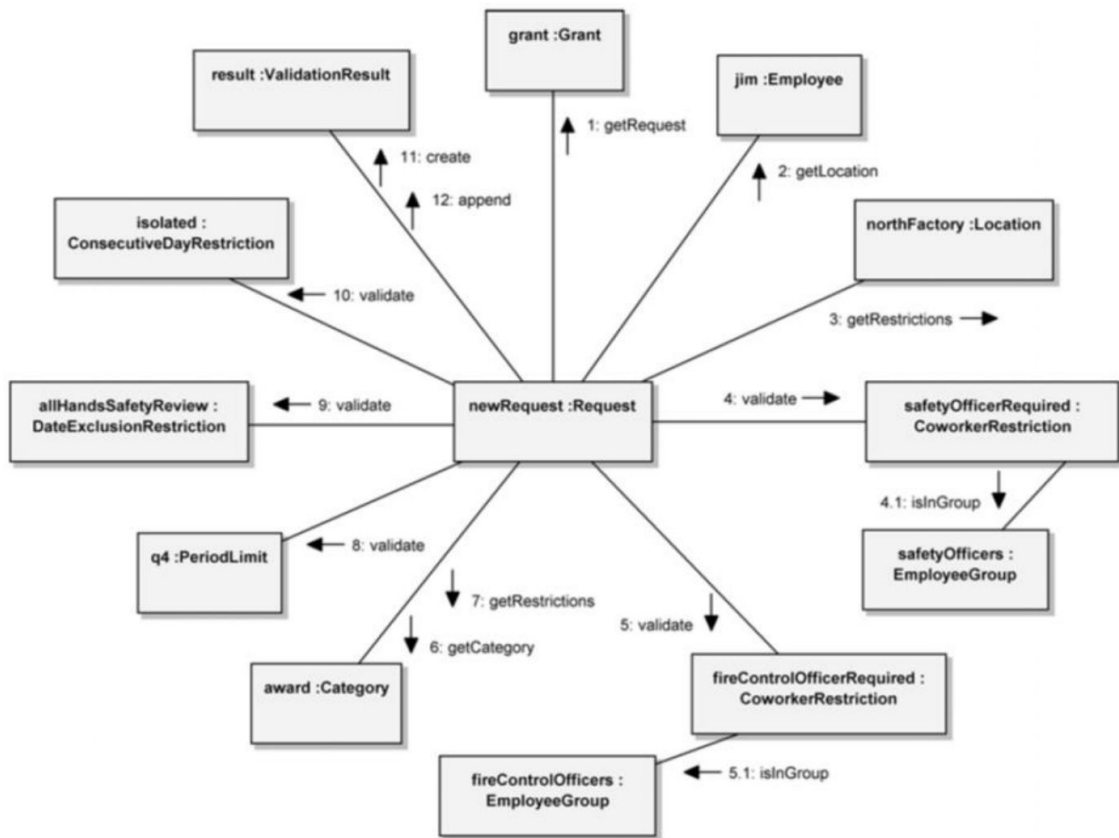 grant :Grant
result :ValidationResult
jim :Employee
1: getRequest
11: create
2: getLocation
12: append
isolated :
ConsecutiveDayRestriction
northFactory :Location
10: validate
3: getRestrictions
allHandsSafetyReview :
DateExclusionRestriction
9: validate
newRequest :Request
4: validate
safetyOfficerRequired :
CoworkerRestriction
4.1: isInGroup
q4 :PeriodLimit
8: validate
safetyOfficers :
EmployeeGroup
7: getRestrictions
5: validate
6: getCategory
award :Category
fireControlOfficerRequired :
CoworkerRestriction
fireControlOfficers :
EmployeeGroup
5.1: isInGroup